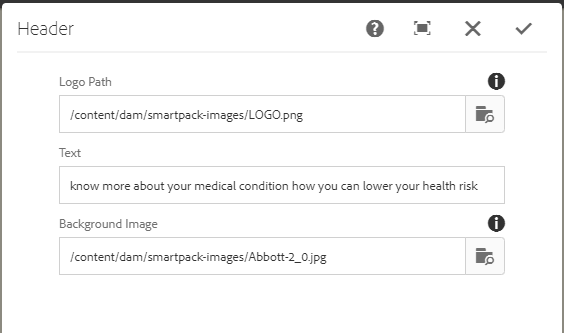 Header
Logo Path
/content/dam/smartpack-images/LOGO.png
Text
know more about your medical condition how you can lower your health risk
Background Image
/content/dam/smartpack-images/Abbott-2_0.jpg